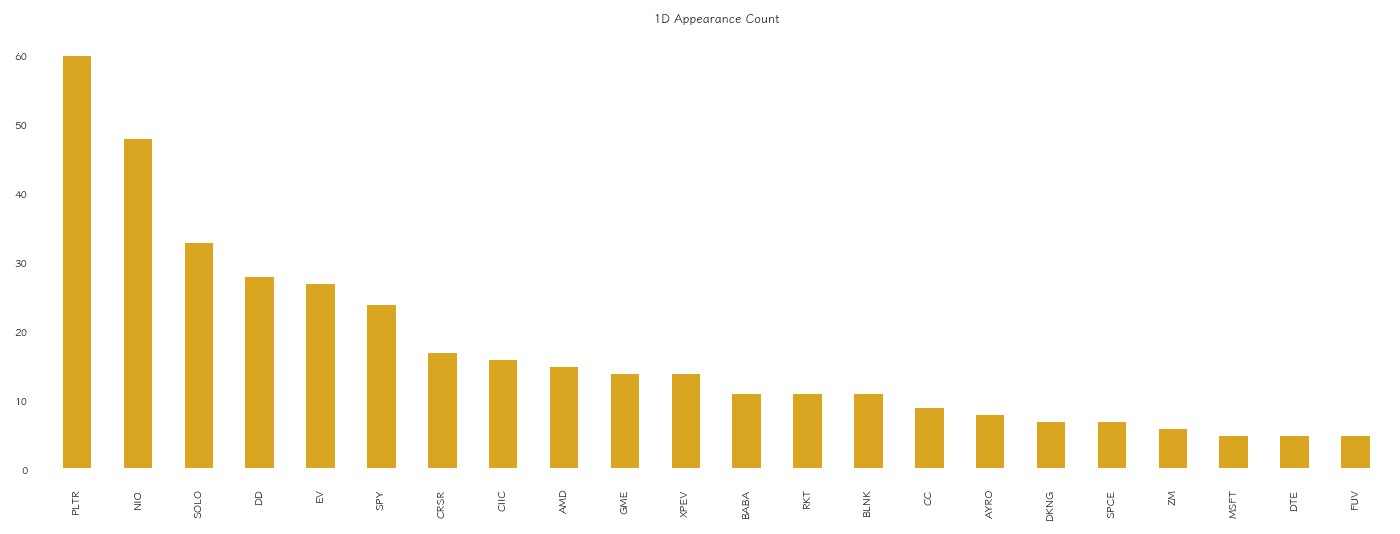 1D Appearance Count
60
50
40
30
20
10
0
PLTR
NIO
SOLO
DD
EV
SPY
CRSR
CIIC
AMD
GME
XPEV
BABA
RKT
BLNK
CC
AYRO
DKNG
SPCE
ZM
MSFT
DTE
FUV